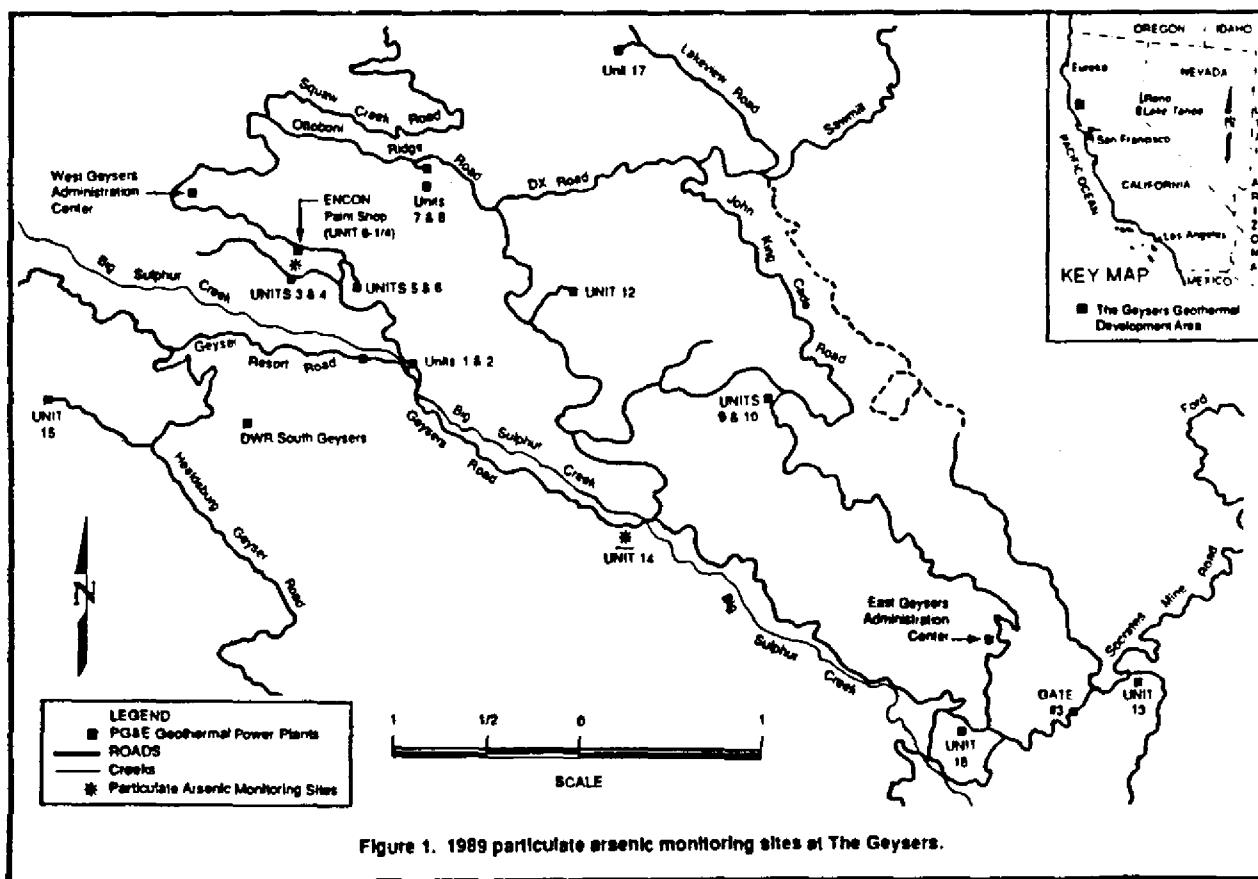 OREGON
IDAHO
Eureka
NEVADA
Reno
Lake Tahoe
San Francisco
PACIFIC OCEAN
CALIFORNIA
ARIZONA
Los Angeles
MEXICO
KEY MAP
The Geysers Geothermal
Development Area
Unit 17
Lakeview Road
Sawmill
Squaw Creek Road
Ottoboni Ridge Road
DX Road
West Geysers
Administration
Center
ENCON
Paint Shop
Units
7 & 8
John King Cade Road
UNITS 3 & 4
UNITS 5 & 6
UNIT 12
Big Sulphur Creek
Geyser Resort Road
Units 1 & 2
UNIT
15
DWR South Geysers
Healdsburg Geyser Road
Big Sulphur Creek
Geysers Road
UNITS
9 & 10
Ford
UNIT 14
Big Sulphur Creek
East Geysers
Administration
Center
Socrates Mine Road
GATE
#3
UNIT
13
UNIT
18
N
LEGEND
PG&E Geothermal Power Plants
ROADS
Creeks
Particulate Arsenic Monitoring Sites
1 1/2 0 1
SCALE
Figure 1. 1989 particulate arsenic monitoring sites at The Geysers.